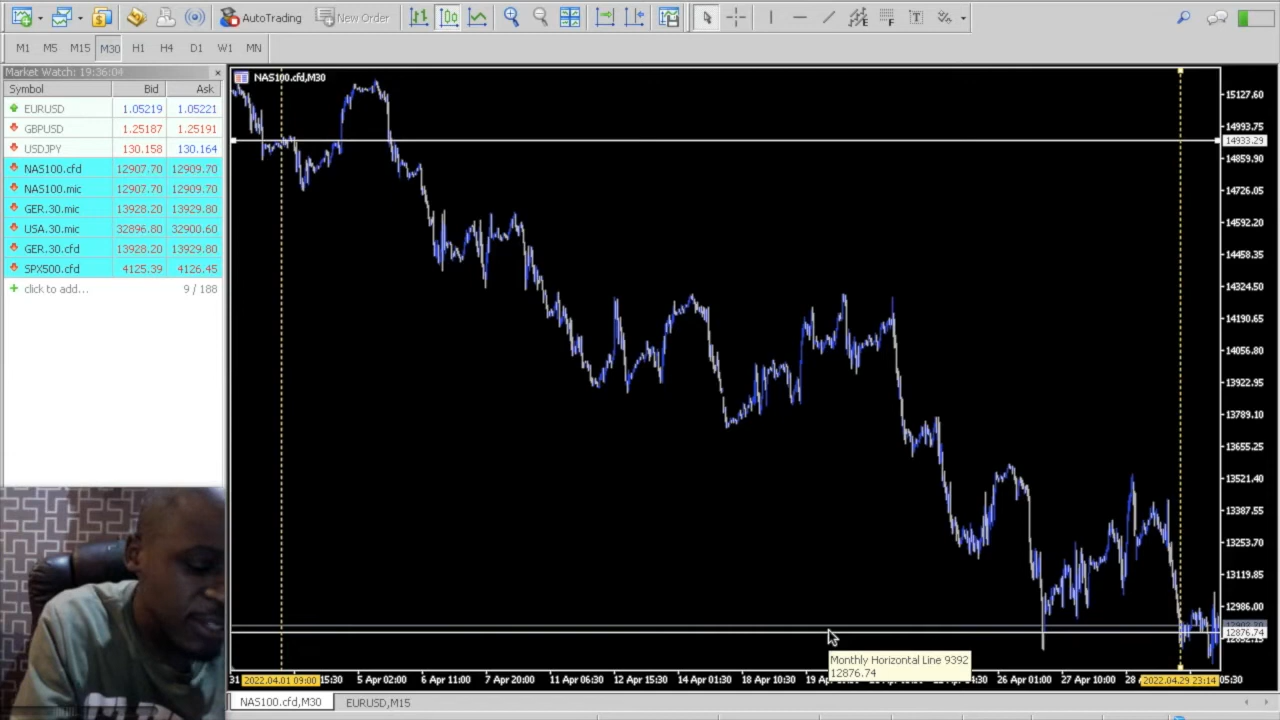 AutoTrading New Order
M1 M5 M15 M30 H1 H4 D1 W1 MN
Market Watch: 19:36:04
Symbol Bid Ask
EURUSD 1.05219 1.05221
GBPUSD 1.25187 1.25191
USDJPY 130.158 130.164
NAS100.cfd 12907.70 12909.70
NAS100.mic 12907.70 12909.70
GER.30.mic 13928.20 13929.80
USA.30.mic 32896.80 32900.60
GER.30.cfd 13928.20 13929.80
SPX500.cfd 4125.39 4126.45
click to add... 9 / 188
NAS100.cfd,M30
15127.60
14993.75
14933.29
14859.90
14726.05
14592.20
14458.35
14324.50
14190.65
14056.80
13922.95
13789.10
13655.25
13521.40
13387.55
13253.70
13119.85
12986.00
12876.74
Monthly Horizontal Line 9392
12876.74
31 2022.04.01 09:00 15:30 5 Apr 02:00 6 Apr 11:00 7 Apr 20:00 11 Apr 06:30 12 Apr 15:30 14 Apr 01:30 18 Apr 10:30 19 Apr 26 Apr 01:00 27 Apr 10:00 28 2022.04.29 23:14 05:30
NAS100.cfd,M30 EURUSD,M15